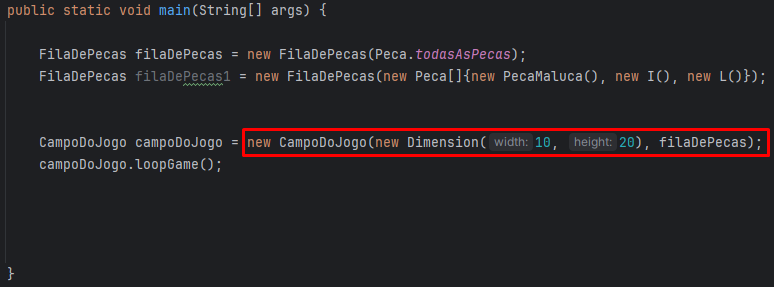 public static void main(String[] args) {
FilaDePecas filaDePecas = new FilaDePecas(Peca.todasAsPecas);
FilaDePecas filaDePecas1 = new FilaDePecas(new Peca[]{new PecaMaluca(), new I(), new L()});
CampoDoJogo campoDoJogo = new CampoDoJogo(new Dimension( width: 10, height: 20), filaDePecas);
campoDoJogo.loopGame();
}